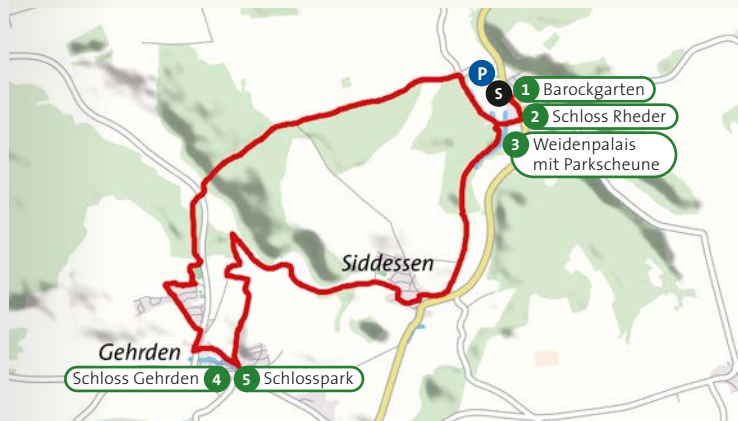 P
S
1 Barockgarten
2 Schloss Rheder
3 Weidenpalais
mit Parkscheune
Siddessen
Gehrden
Schloss Gehrden 4
5 Schlosspark